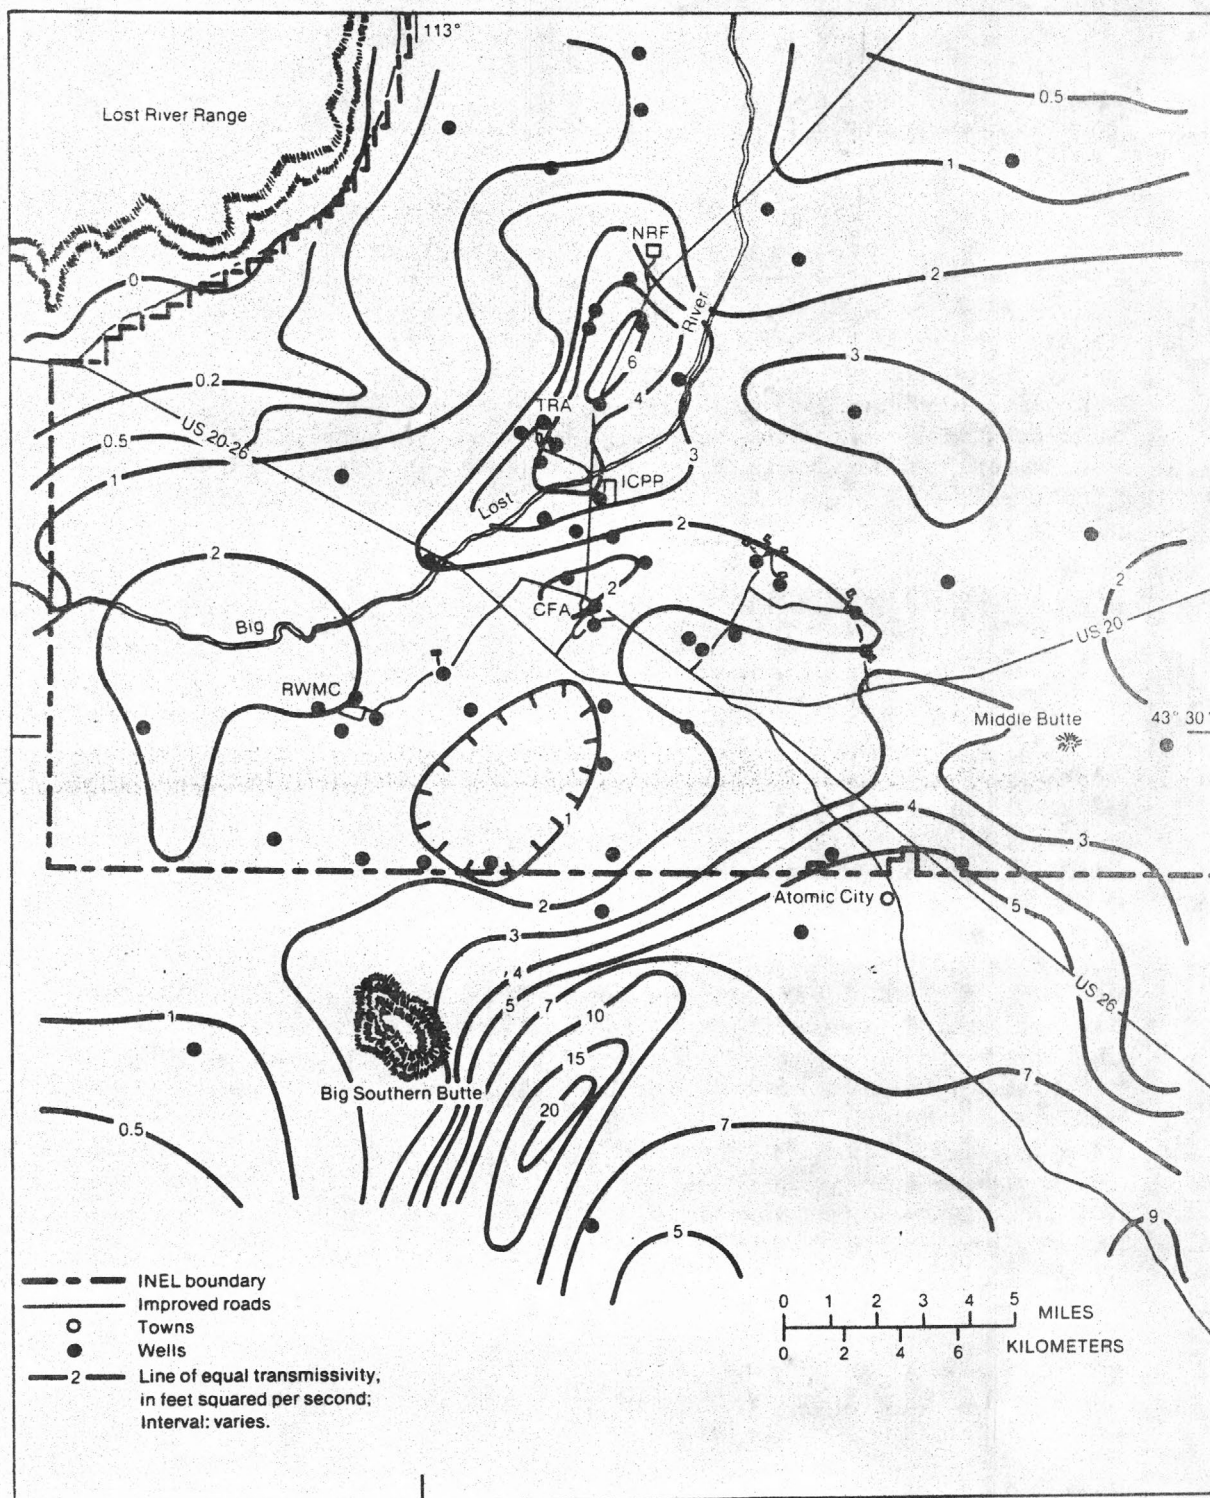 113°
Lost River Range
0.5
1
NRF
2
0
River
6
3
0.2
4
TRA
US 20-26
0.5
3
1
ICPP
Lost
2
2
2
2
CFA
Big
US 20
RWMC
Middle Butte
43° 30'
1
4
3
Atomic City
2
5
3
4
US 26
5
7
10
1
15
7
Big Southern Butte
20
7
0.5
9
5
INEL boundary
Improved roads
Towns
Wells
2
Line of equal transmissivity,
in feet squared per second;
Interval: varies.
0 1 2 3 4 5
MILES
KILOMETERS
0 2 4 6